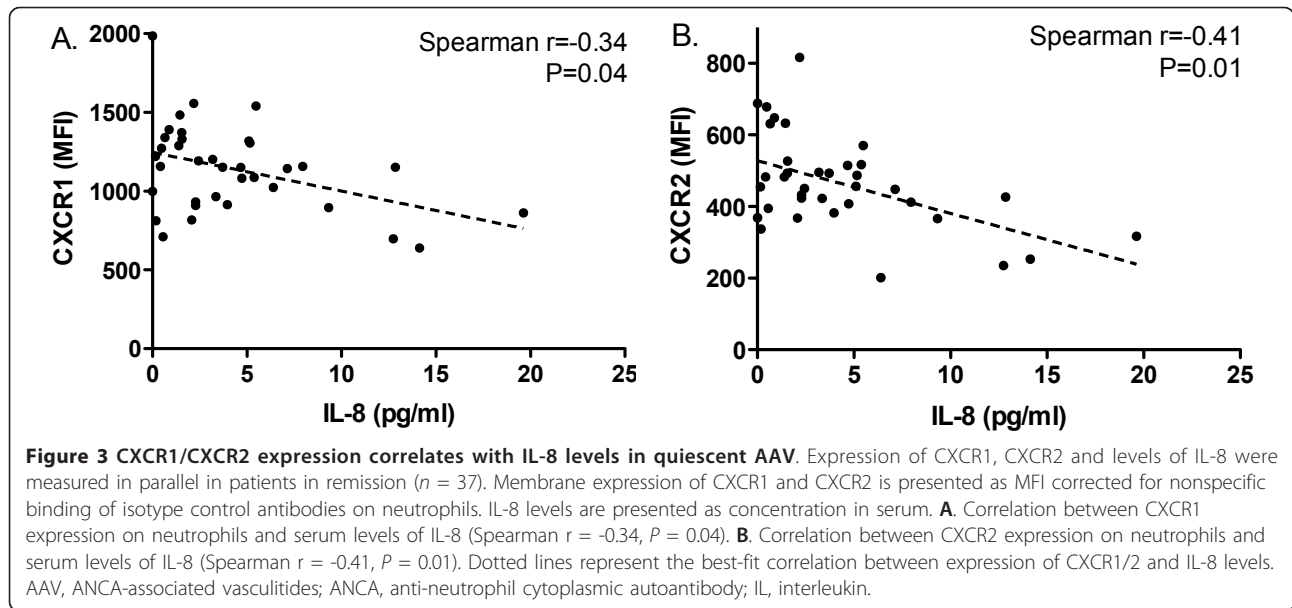 A.
Spearman r=-0.34
P=0.04
2000
1500
1000
500
0
CXCR1 (MFI)
0 5 10 15 20 25
IL-8 (pg/ml)
B.
Spearman r=-0.41
P=0.01
800
600
400
200
0
CXCR2 (MFI)
0 5 10 15 20 25
IL-8 (pg/ml)
Figure 3 CXCR1/CXCR2 expression correlates with IL-8 levels in quiescent AAV. Expression of CXCR1, CXCR2 and levels of IL-8 were
measured in parallel in patients in remission (n = 37). Membrane expression of CXCR1 and CXCR2 is presented as MFI corrected for nonspecific
binding of isotype control antibodies on neutrophils. IL-8 levels are presented as concentration in serum. A. Correlation between CXCR1
expression on neutrophils and serum levels of IL-8 (Spearman r = -0.34, P = 0.04). B. Correlation between CXCR2 expression on neutrophils and
serum levels of IL-8 (Spearman r = -0.41, P = 0.01). Dotted lines represent the best-fit correlation between expression of CXCR1/2 and IL-8 levels.
AAV, ANCA-associated vasculitides; ANCA, anti-neutrophil cytoplasmic autoantibody; IL, interleukin.